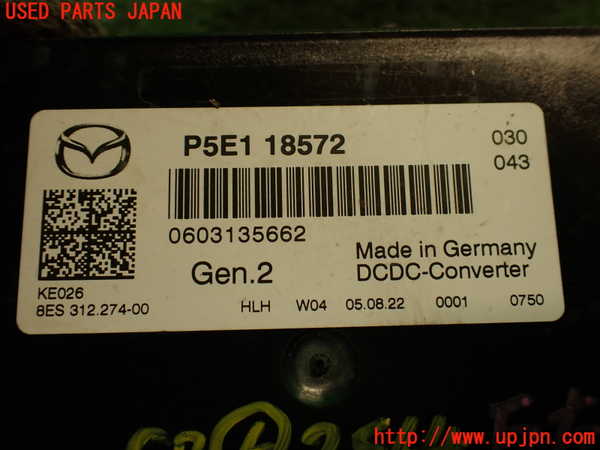 USED PARTS JAPAN
P5E1 18572
030
043
0603135662
Gen.2
Made in Germany
DCDC-Converter
KE026
8ES 312.274-00
HLH W04 05.08.22 0001 0750
http://www.upjpn.com/